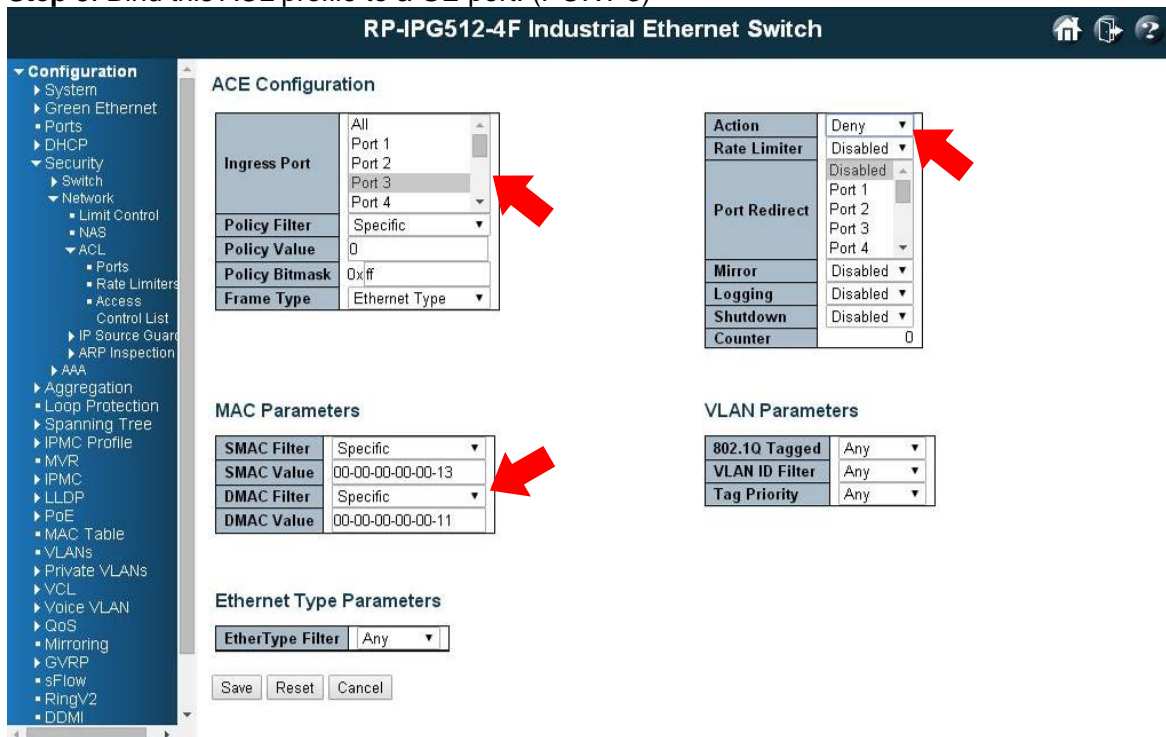 RP-IPG512-4F Industrial Ethernet Switch
Configuration
System
Green Ethernet
Ports
DHCP
Security
Switch
Network
Limit Control
NAS
ACL
Ports
Rate Limiters
Access
Control List
IP Source Guard
ARP Inspection
AAA
Aggregation
Loop Protection
Spanning Tree
IPMC Profile
MVR
IPMC
LLDP
PoE
MAC Table
VLANs
Private VLANs
VCL
Voice VLAN
QoS
Mirroring
GVRP
sFlow
RingV2
DDMI
ACE Configuration
Ingress Port
All
Port 1
Port 2
Port 3
Port 4
Policy Filter Specific
Policy Value 0
Policy Bitmask 0xff
Frame Type Ethernet Type
Action Deny
Rate Limiter Disabled
Port Redirect
Disabled
Port 1
Port 2
Port 3
Port 4
Mirror Disabled
Logging Disabled
Shutdown Disabled
Counter 0
MAC Parameters
SMAC Filter Specific
SMAC Value 00-00-00-00-00-13
DMAC Filter Specific
DMAC Value 00-00-00-00-00-11
VLAN Parameters
802.1Q Tagged Any
VLAN ID Filter Any
Tag Priority Any
Ethernet Type Parameters
EtherType Filter Any
Save Reset Cancel